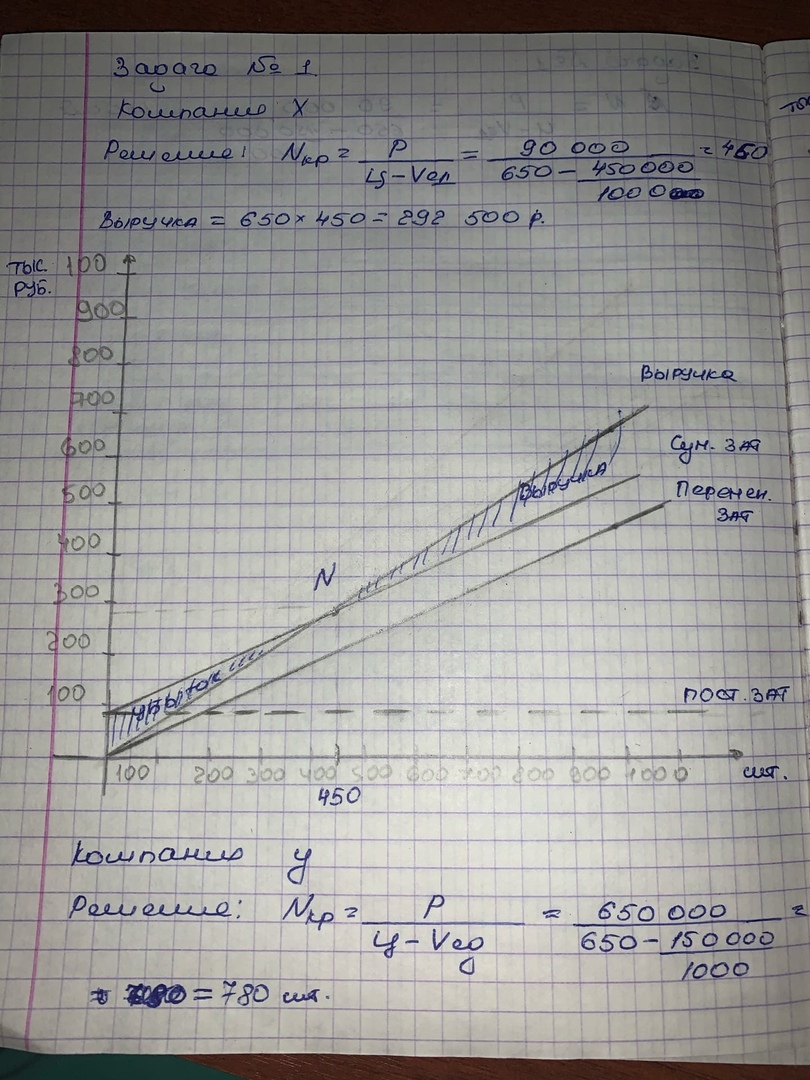 Задача № 1.
Компания X
Решение: Nкр = P / Ц - Vед = 90 000 / 650 - 450000 / 1000 = 450
Выручка = 650 × 450 = 292 500 р.
тыс. руб.
100
900
800
700
600
500
400
300
200
100
Выручка
Сум. зат
Перемен. зат
Выручка
N
убыток
пост. зат
100 200 300 400 500 600 700 800 900 1000
шт.
450
Компания У
Решение: Nкр = P / Ц - Vед = 650 000 / 650 - 150 000 / 1000 =
= 780 шт.